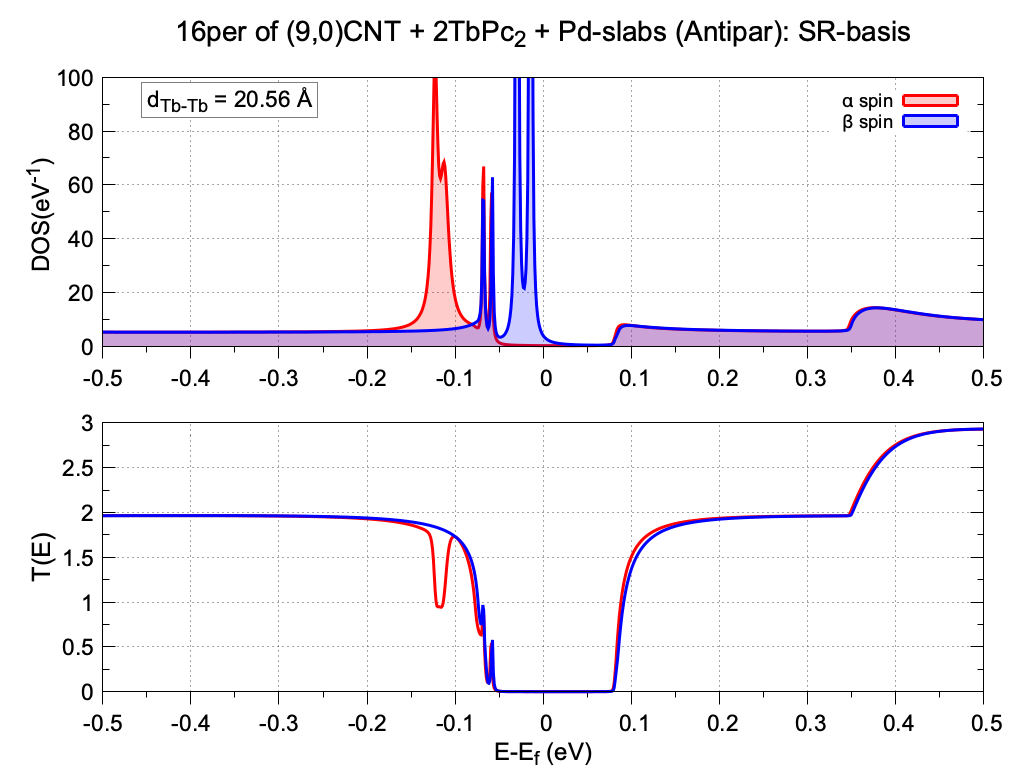 16per of (9,0)CNT + 2TbPc₂ + Pd-slabs (Antipar): SR-basis
d_Tb-Tb = 20.56 Å
α spin
β spin
DOS(eV⁻¹)
100
80
60
40
20
0
-0.5 -0.4 -0.3 -0.2 -0.1 0 0.1 0.2 0.3 0.4 0.5
T(E)
3
2.5
2
1.5
1
0.5
0
-0.5 -0.4 -0.3 -0.2 -0.1 0 0.1 0.2 0.3 0.4 0.5
E-E_f (eV)